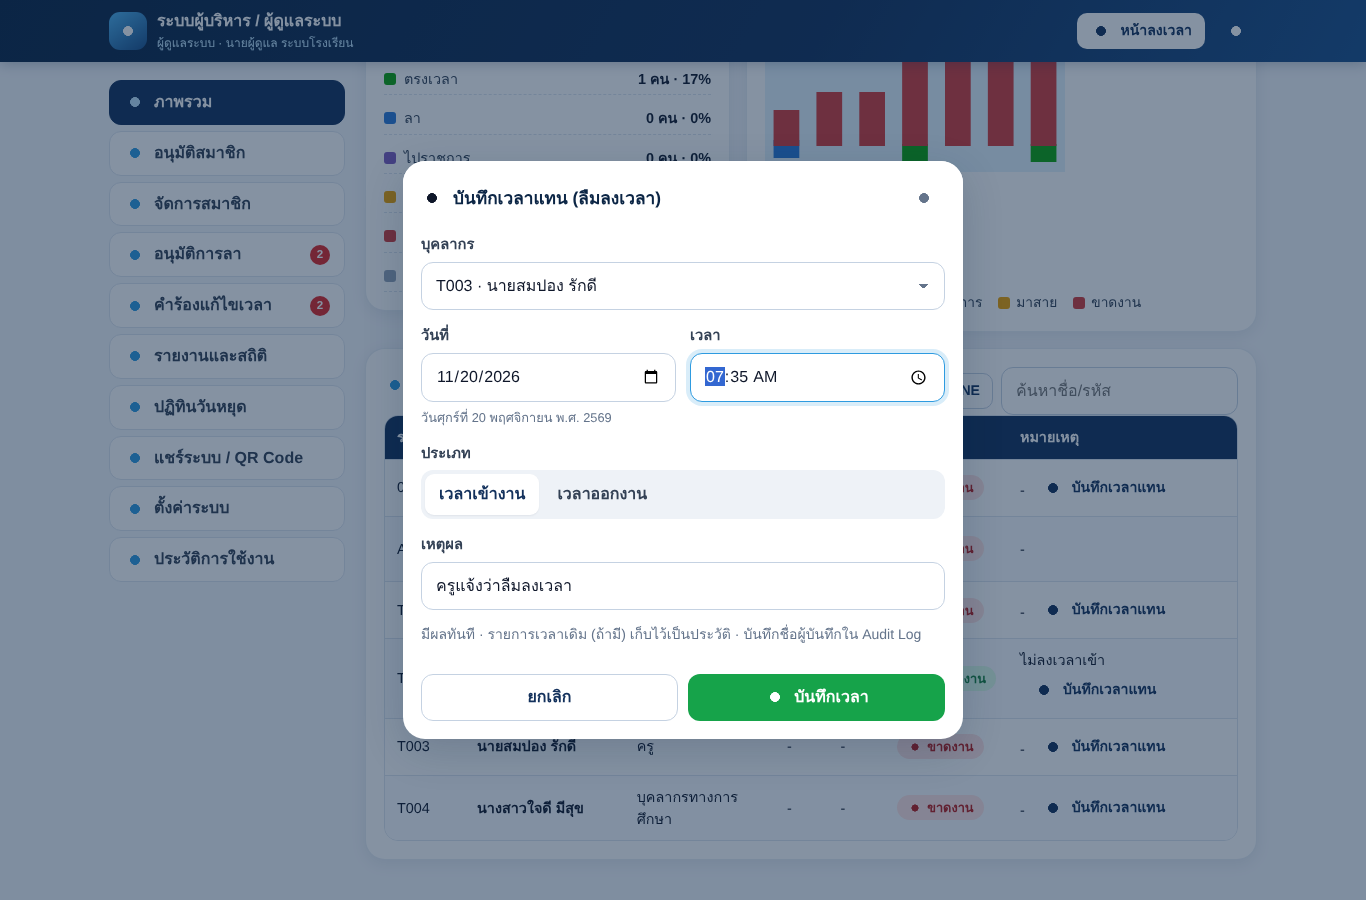 ระบบผู้บริหาร / ผู้ดูแลระบบ
ผู้ดูแลระบบ · นายผู้ดูแล ระบบโรงเรียน
หน้าลงเวลา
ภาพรวม
อนุมัติสมาชิก
จัดการสมาชิก
อนุมัติการลา 2
คำร้องแก้ไขเวลา 2
รายงานและสถิติ
ปฏิทินวันหยุด
แชร์ระบบ / QR Code
ตั้งค่าระบบ
ประวัติการใช้งาน
ตรงเวลา 1 คน · 17%
ลา 0 คน · 0%
ไปราชการ 0 คน · 0%
มาสาย ขาดงาน
บันทึกเวลาแทน (ลืมลงเวลา)
บุคลากร
T003 · นายสมปอง รักดี
วันที่ เวลา
11/20/2026 07:35 AM
วันศุกร์ที่ 20 พฤศจิกายน พ.ศ. 2569
ประเภท
เวลาเข้างาน เวลาออกงาน
เหตุผล
ครูแจ้งว่าลืมลงเวลา
มีผลทันที · รายการเวลาเดิม (ถ้ามี) เก็บไว้เป็นประวัติ · บันทึกชื่อผู้บันทึกใน Audit Log
ยกเลิก บันทึกเวลา
ค้นหาชื่อ/รหัส
หมายเหตุ
- บันทึกเวลาแทน
-
- บันทึกเวลาแทน
ไม่ลงเวลาเข้า
บันทึกเวลาแทน
T003 นายสมปอง รักดี ครู - - ขาดงาน - บันทึกเวลาแทน
T004 นางสาวใจดี มีสุข บุคลากรทางการ
ศึกษา - - ขาดงาน - บันทึกเวลาแทน